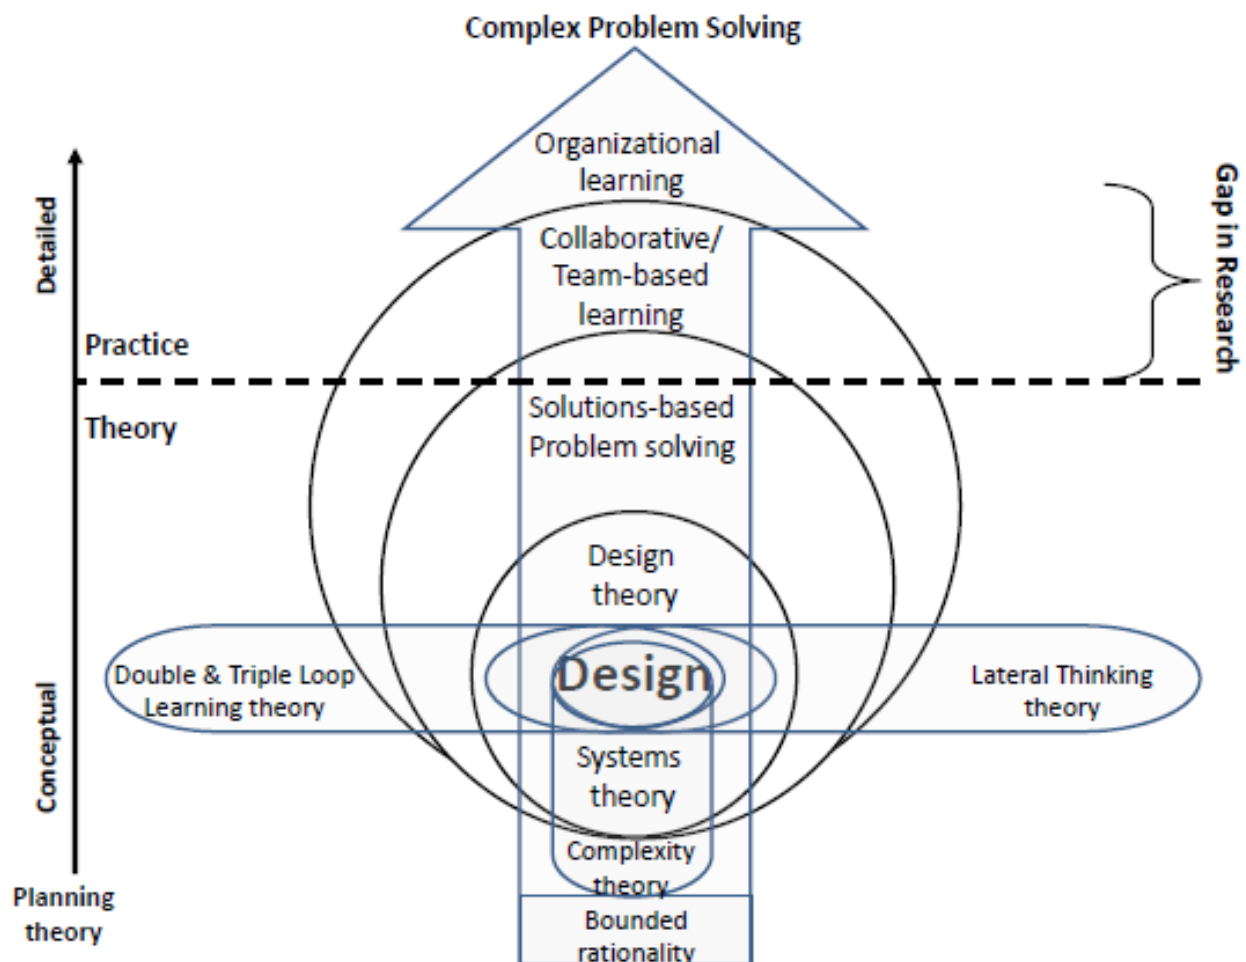 Complex Problem Solving
Organizational
learning
Collaborative/
Team-based
learning
Detailed
Gap in Research
Practice
Theory
Solutions-based
Problem solving
Design
theory
Double & Triple Loop
Learning theory
Design
Lateral Thinking
theory
Systems
theory
Conceptual
Complexity
theory
Planning
theory
Bounded
rationality